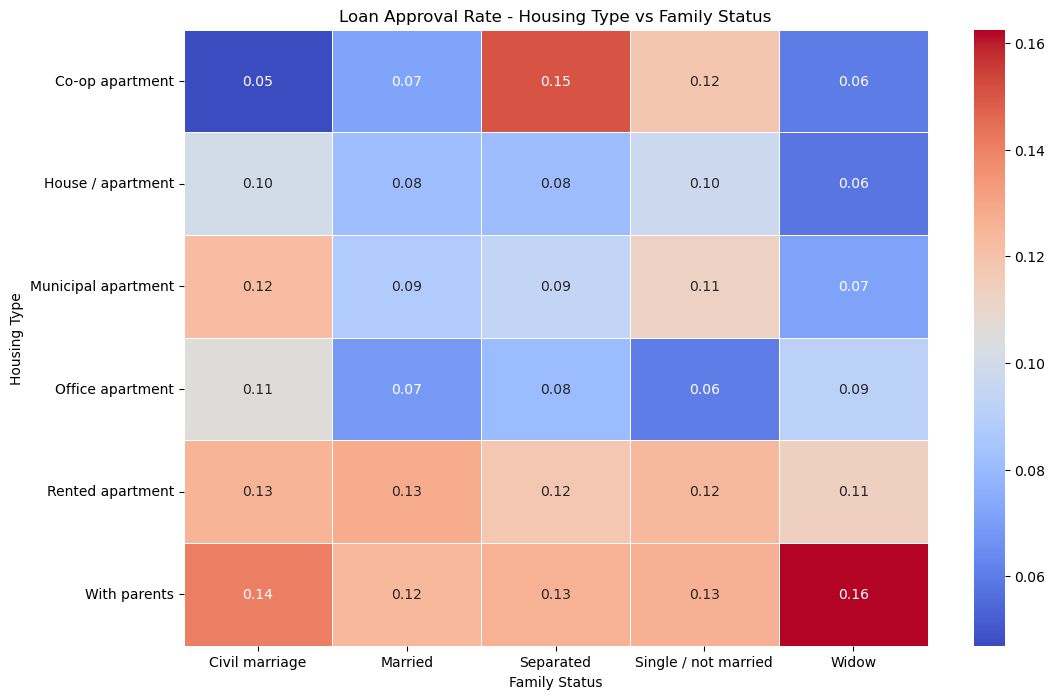 Loan Approval Rate - Housing Type vs Family Status
Housing Type
Co-op apartment 0.05 0.07 0.15 0.12 0.06
House / apartment 0.10 0.08 0.08 0.10 0.06
Municipal apartment 0.12 0.09 0.09 0.11 0.07
Office apartment 0.11 0.07 0.08 0.06 0.09
Rented apartment 0.13 0.13 0.12 0.12 0.11
With parents 0.14 0.12 0.13 0.13 0.16
Civil marriage Married Separated Single / not married Widow
Family Status
0.16
0.14
0.12
0.10
0.08
0.06